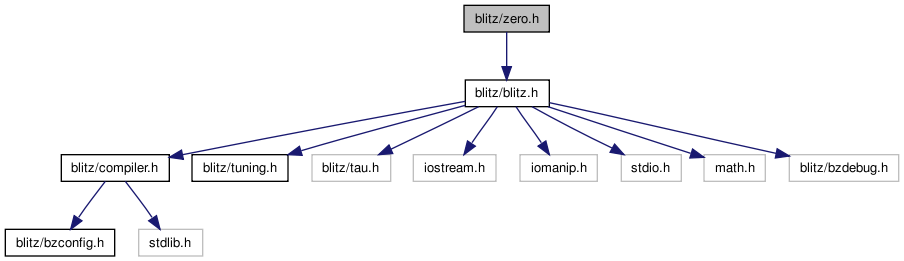 blitz/zero.h
blitz/blitz.h
blitz/compiler.h
blitz/tuning.h
blitz/tau.h
iostream.h
iomanip.h
stdio.h
math.h
blitz/bzdebug.h
blitz/bzconfig.h
stdlib.h